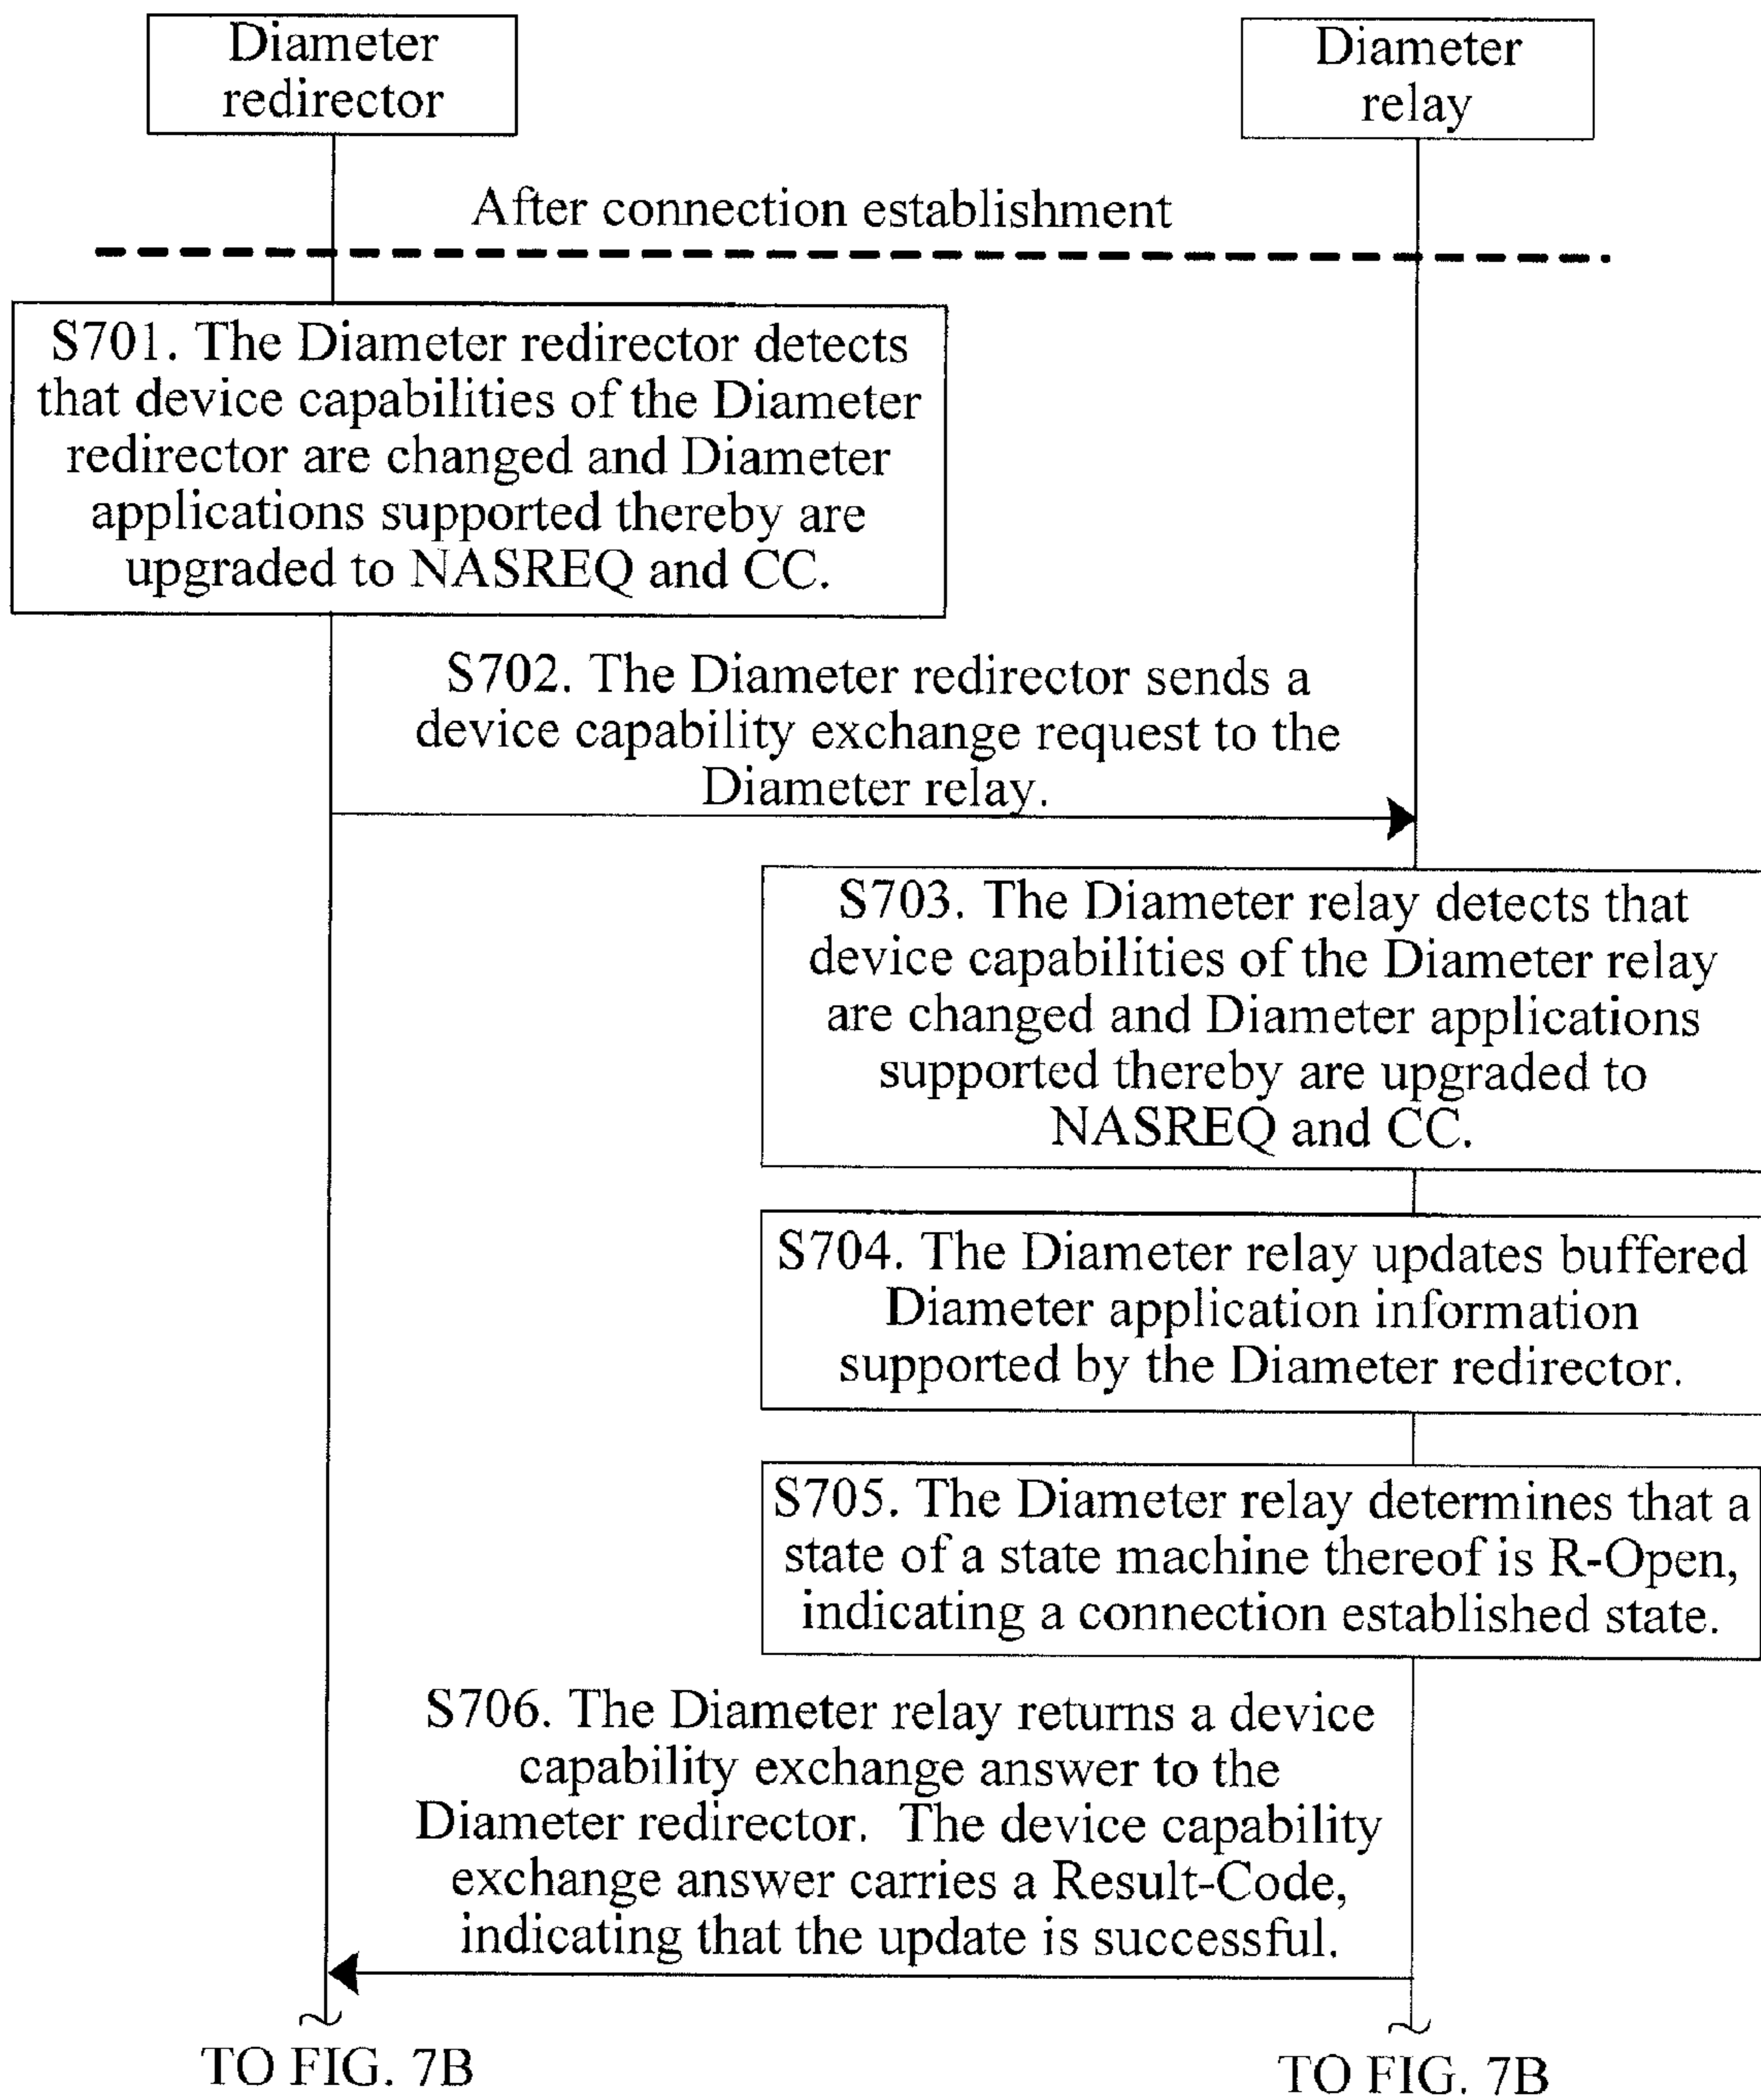 Diameter
redirector
Diameter
relay
After connection establishment
S701. The Diameter redirector detects
that device capabilities of the Diameter
redirector are changed and Diameter
applications supported thereby are
upgraded to NASREQ and CC.
S702. The Diameter redirector sends a
device capability exchange request to the
Diameter relay.
S703. The Diameter relay detects that
device capabilities of the Diameter relay
are changed and Diameter applications
supported thereby are upgraded to
NASREQ and CC.
S704. The Diameter relay updates buffered
Diameter application information
supported by the Diameter redirector.
S705. The Diameter relay determines that a
state of a state machine thereof is R-Open,
indicating a connection established state.
S706. The Diameter relay returns a device
capability exchange answer to the
Diameter redirector. The device capability
exchange answer carries a Result-Code,
indicating that the update is successful.
TO FIG. 7B
TO FIG. 7B